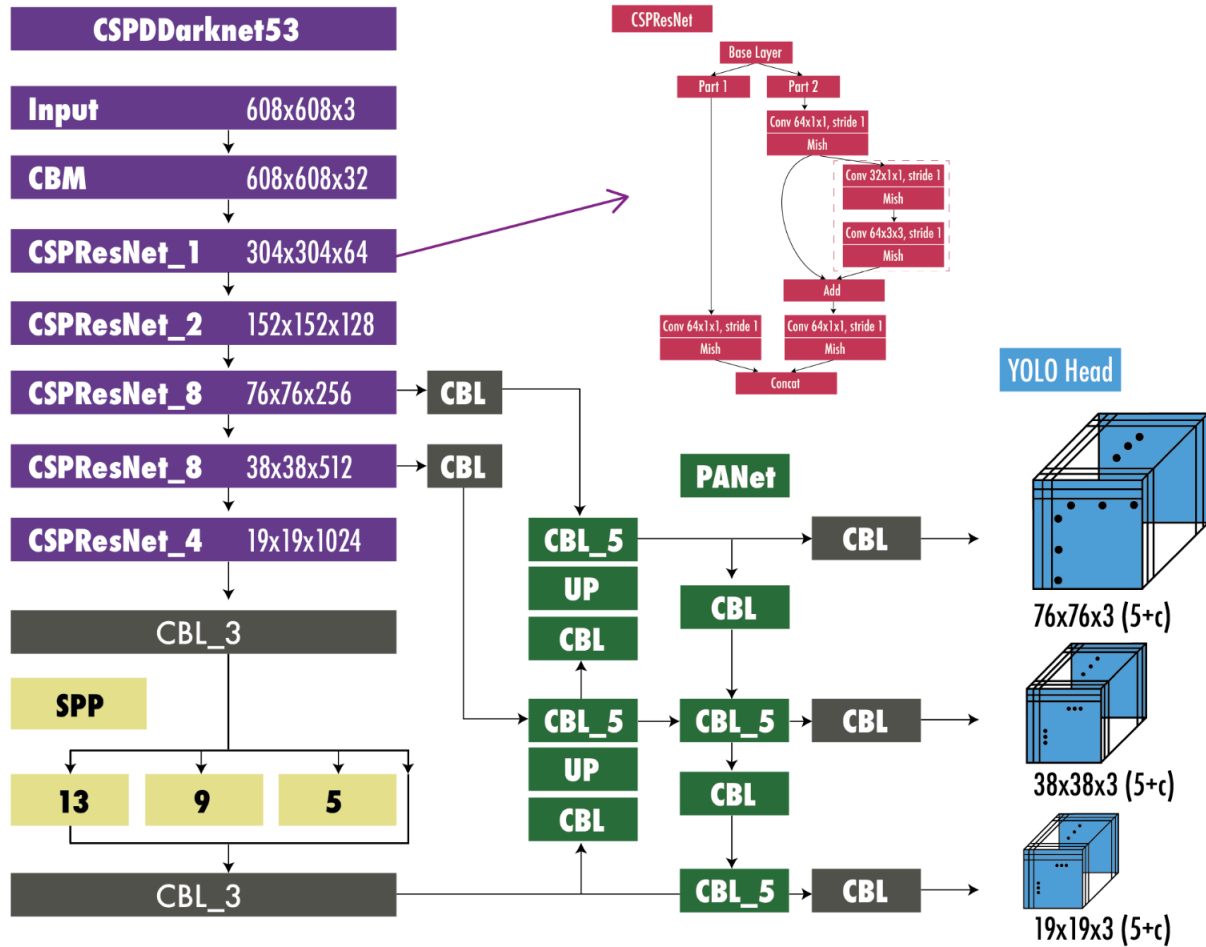 CSPDDarknet53
Input 608x608x3
CBM 608x608x32
CSPResNet_1 304x304x64
CSPResNet_2 152x152x128
CSPResNet_8 76x76x256
CBL
CSPResNet_8 38x38x512
CBL
CSPResNet_4 19x19x1024
CBL_3
SPP
13 9 5
CBL_3
CSPResNet
Base Layer
Part 1 Part 2
Conv 64x1x1, stride 1
Mish
Conv 32x1x1, stride 1
Mish
Conv 64x3x3, stride 1
Mish
Add
Conv 64x1x1, stride 1
Mish
Conv 64x1x1, stride 1
Mish
Concat
PANet
CBL_5
UP
CBL
CBL_5
UP
CBL
CBL
CBL_5
CBL
CBL_5
CBL
CBL
CBL
YOLO Head
76x76x3 (5+c)
38x38x3 (5+c)
19x19x3 (5+c)